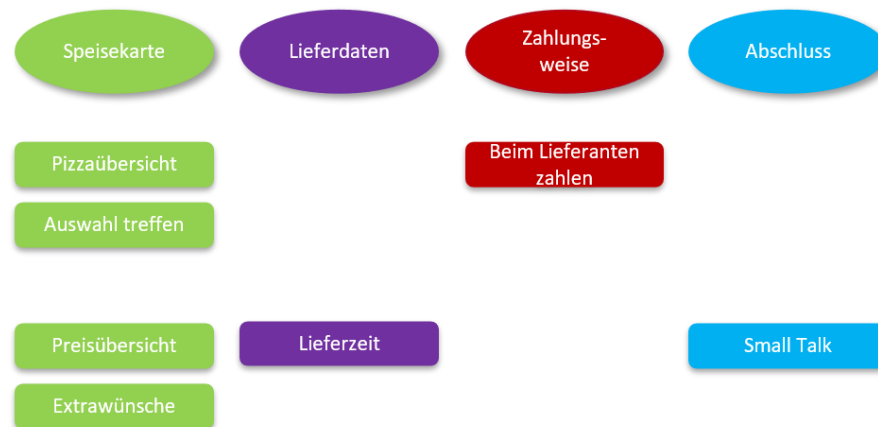 Speisekarte
Lieferdaten
Zahlungs-
weise
Abschluss
Pizzaübersicht
Beim Lieferanten
zahlen
Auswahl treffen
Preisübersicht
Lieferzeit
Small Talk
Extrawünsche